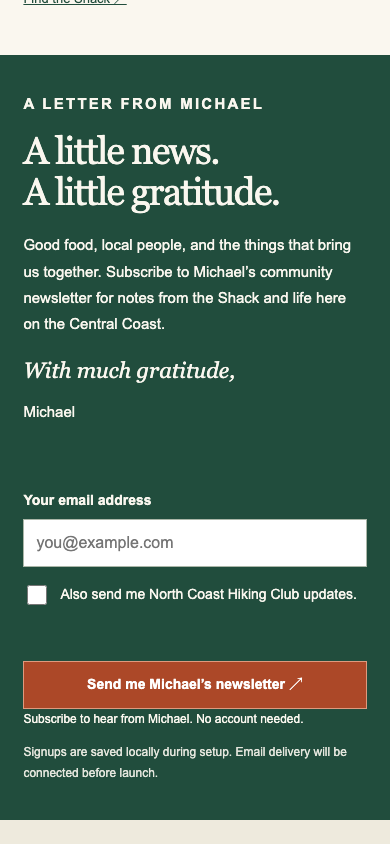 Find the Shack ↗
A LETTER FROM MICHAEL
A little news.
A little gratitude.
Good food, local people, and the things that bring
us together. Subscribe to Michael’s community
newsletter for notes from the Shack and life here
on the Central Coast.
With much gratitude,
Michael
Your email address
you@example.com
Also send me North Coast Hiking Club updates.
Send me Michael’s newsletter ↗
Subscribe to hear from Michael. No account needed.
Signups are saved locally during setup. Email delivery will be
connected before launch.